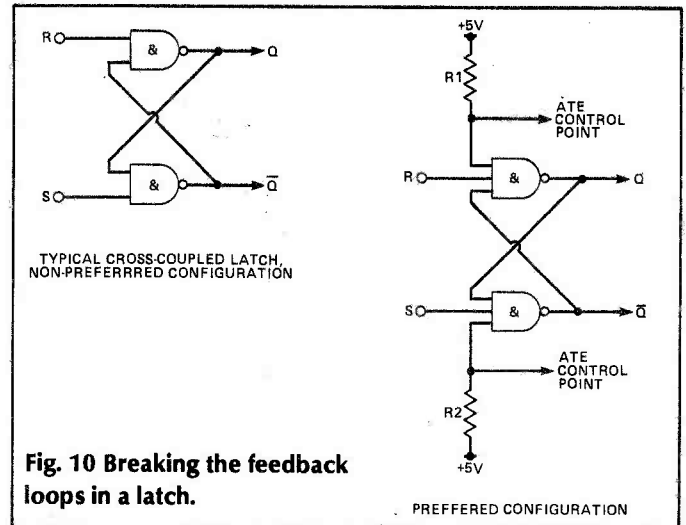 R
&
Q
&
Q̅
S
TYPICAL CROSS-COUPLED LATCH,
NON-PREFERRRED CONFIGURATION
+5V
R1
ATE
CONTROL
POINT
R
&
Q
&
Q̅
S
ATE
CONTROL
POINT
R2
+5V
PREFFERED CONFIGURATION
Fig. 10 Breaking the feedback
loops in a latch.